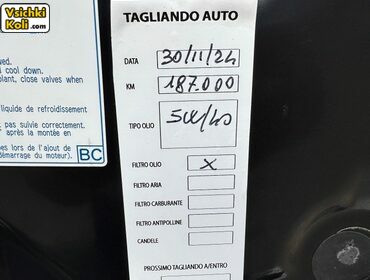 Vsichki
Koli.com
TAGLIANDO AUTO
DATA 30/11/24
KM 187.000
TIPO OLIO 5W/40
FILTRO OLIO X
FILTRO ARIA
FILTRO CARBURANTE
FILTRO ANTIPOLLINE
CANDELE
PROSSIMO TAGLIANDO A/ENTRO
cool down.
plant, close valves when
liquide de refroidissement
pas suivie correctement.
après la montée en
lors de l'ajout de
démarrage du moteur).
BC